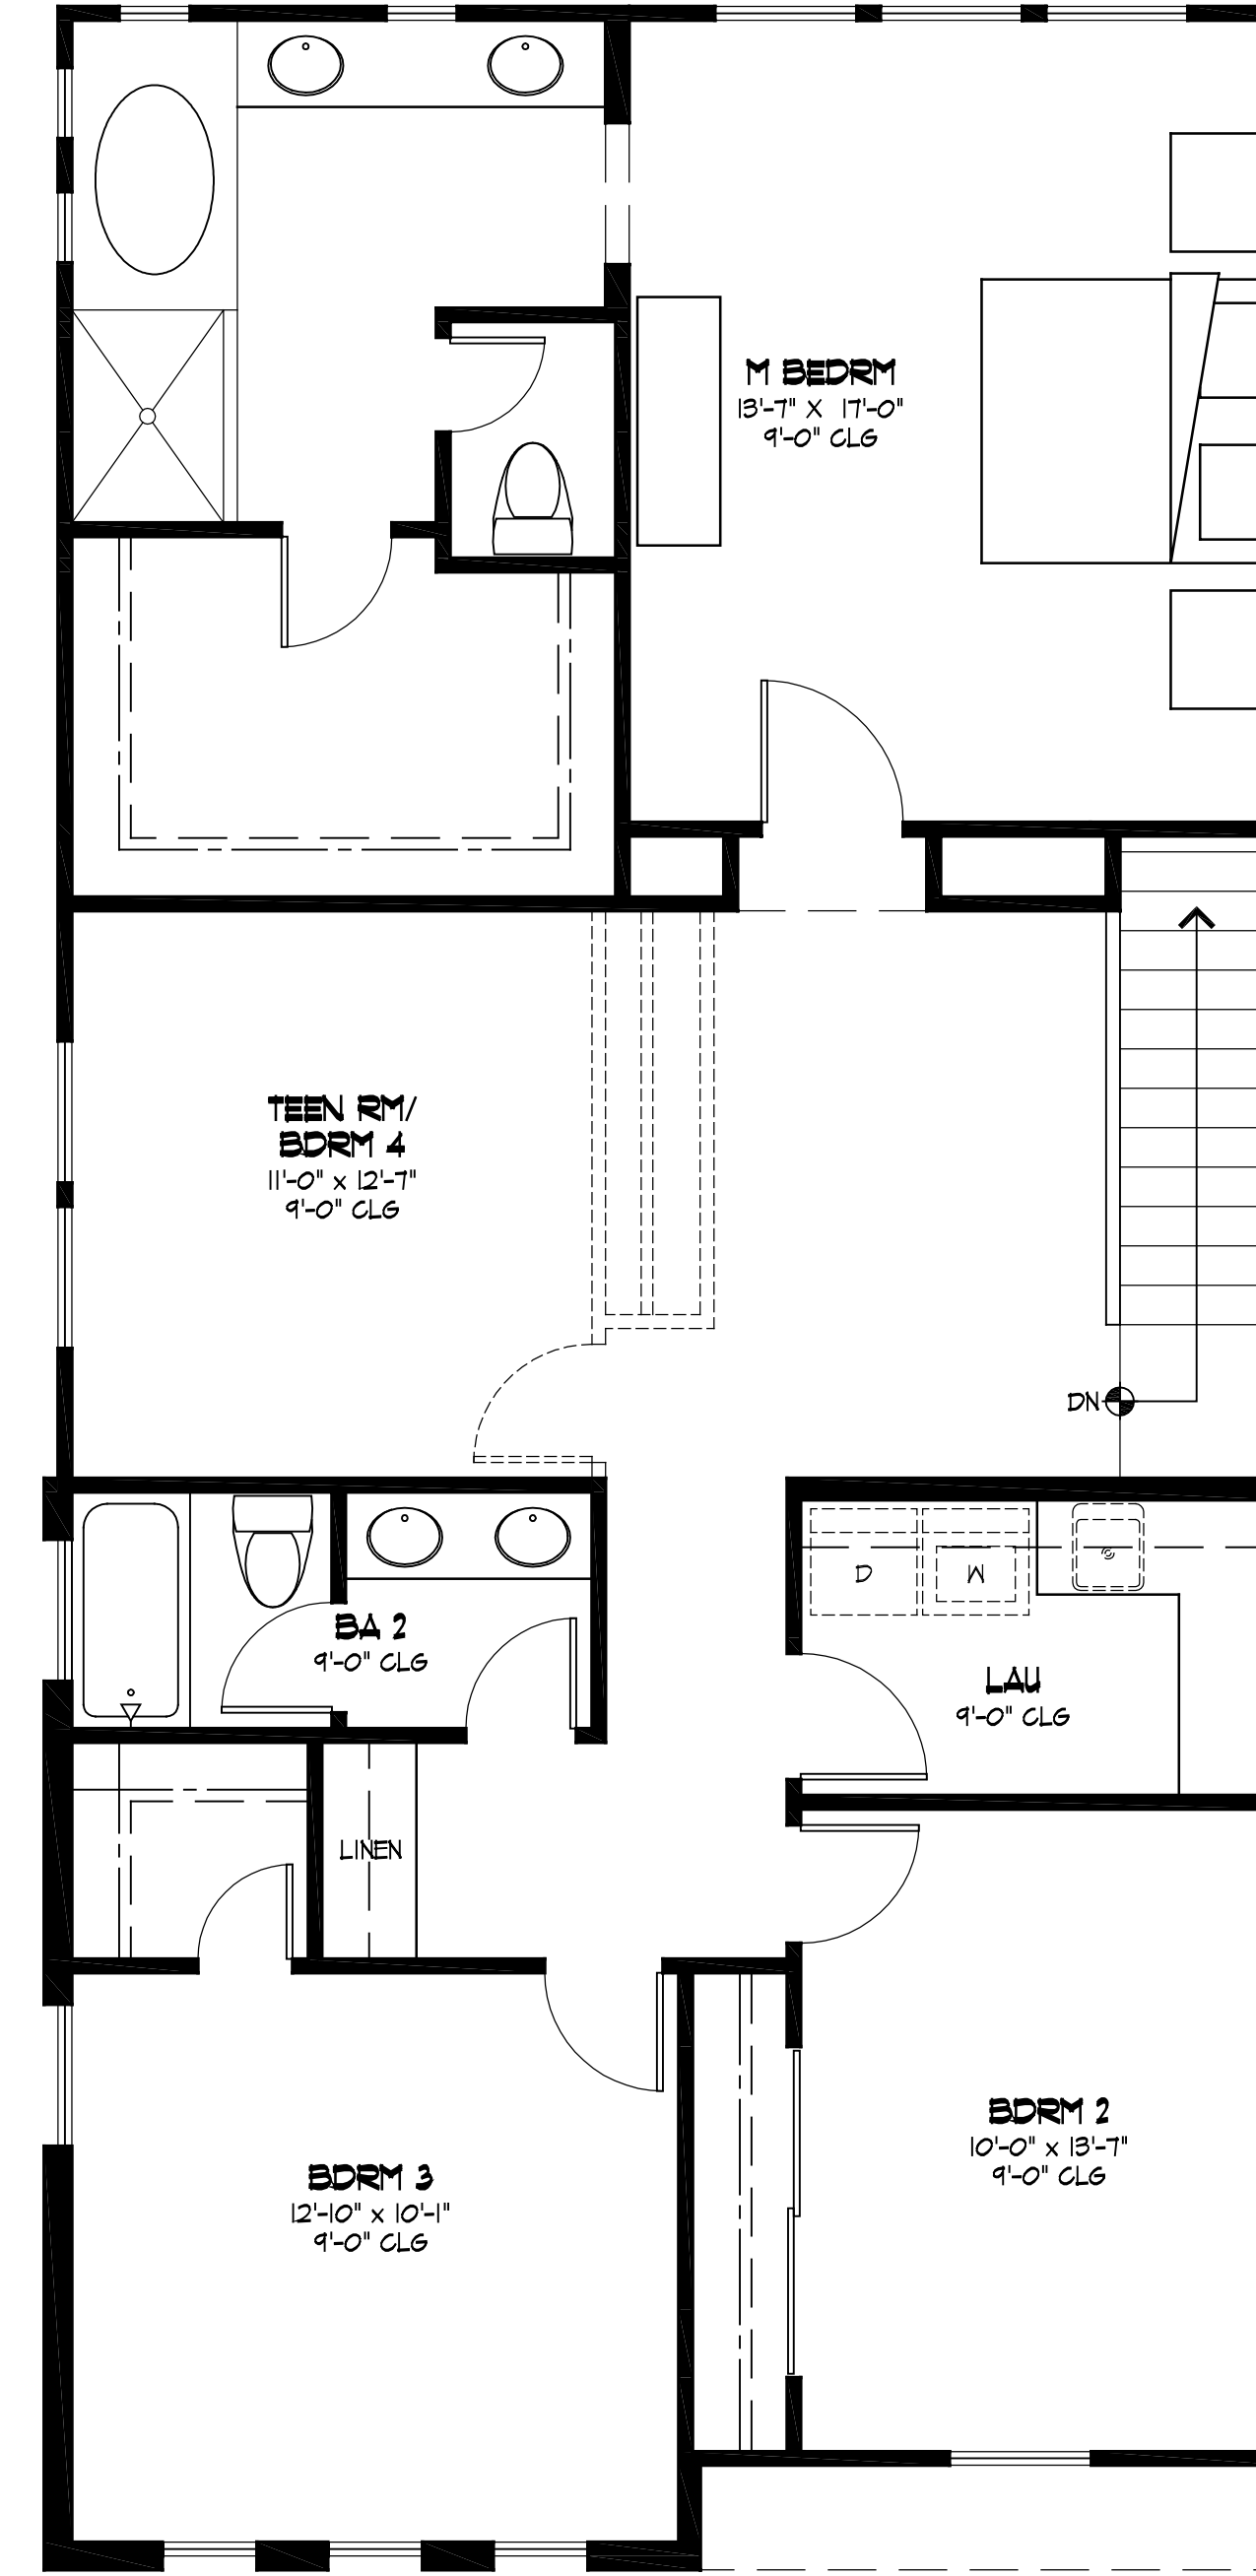 M BEDRM
13'-7" X 17'-0"
9'-0" CLG
TEEN RM/
BDRM 4
11'-0" x 12'-7"
9'-0" CLG
DN
BA 2
9'-0" CLG
D
W
LAU
9'-0" CLG
LINEN
BDRM 2
10'-0" x 13'-7"
9'-0" CLG
BDRM 3
12'-10" x 10'-1"
9'-0" CLG